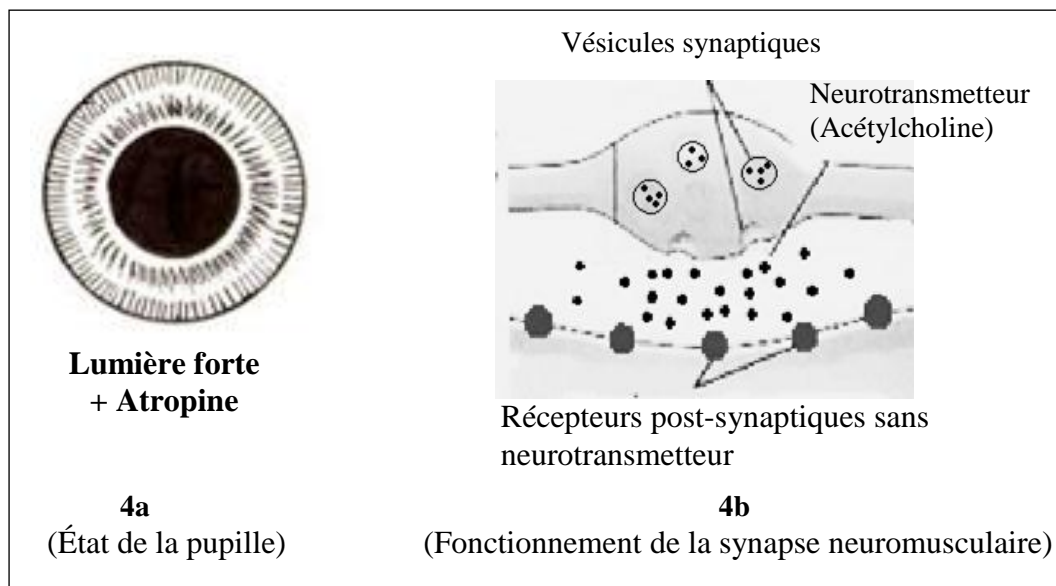 Vésicules synaptiques
Neurotransmetteur
(Acétylcholine)
Lumière forte
+ Atropine
Récepteurs post-synaptiques sans
neurotransmetteur
4a
(État de la pupille)
4b
(Fonctionnement de la synapse neuromusculaire)